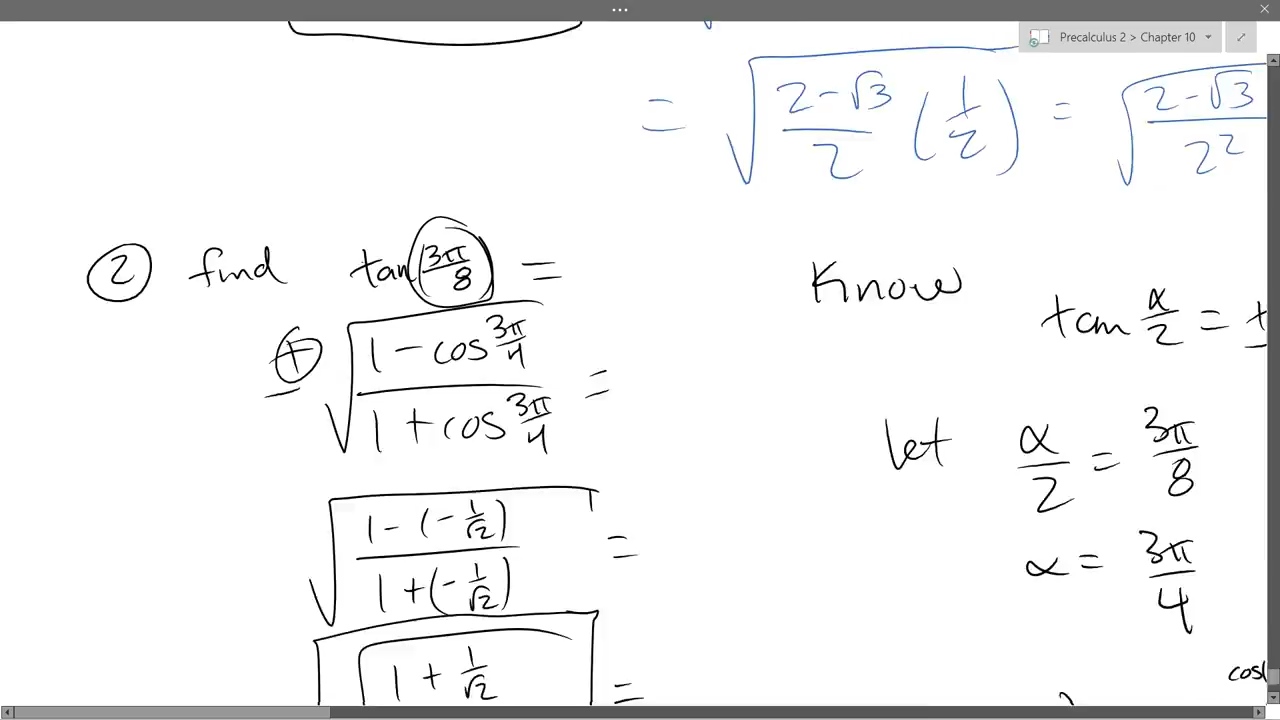 Precalculus 2 > Chapter 10
= √((2-√3)/2 (1/2)) = √((2-√3)/2²)
② find tan(3π/8) =
± √((1 - cos 3π/4)/(1 + cos 3π/4)) =
√((1 - (-1/√2))/(1 + (-1/√2))) =
1 + 1/√2 =
Know
tan α/2 = ±
let α/2 = 3π/8
α = 3π/4
cos(